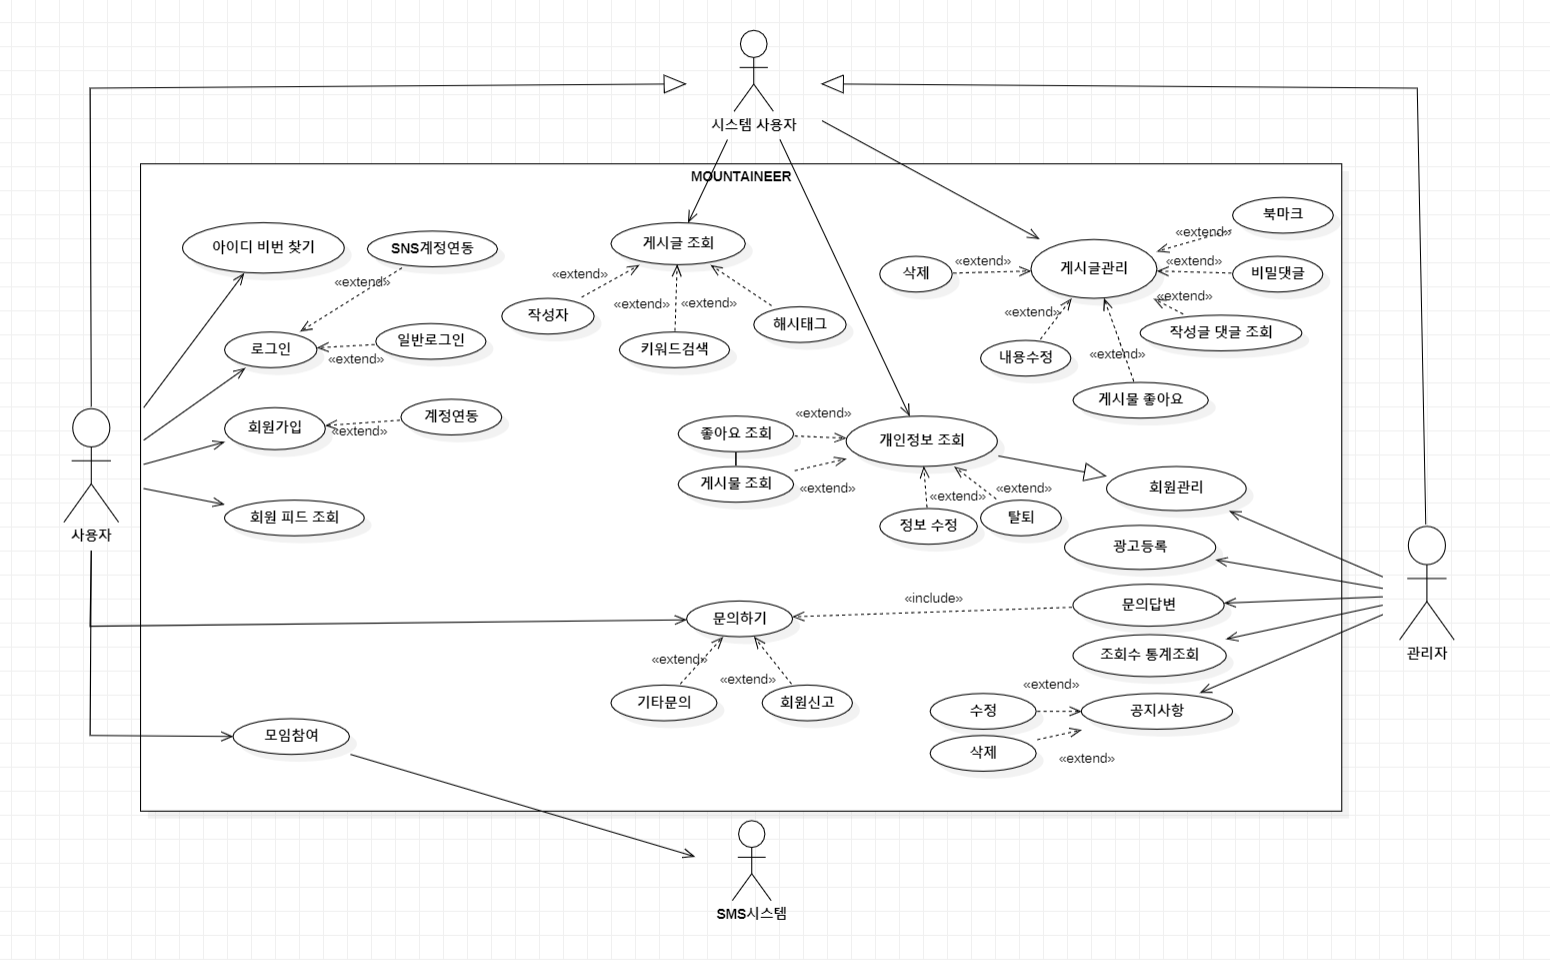 시스템 사용자
MOUNTAINEER
아이디 비번 찾기
SNS계정연동
«extend»
로그인
일반로그인
«extend»
회원가입
계정연동
«extend»
회원 피드 조회
사용자
게시글 조회
«extend»
«extend»
«extend»
작성자
키워드검색
해시태그
북마크
«extend»
게시글관리
삭제
«extend»
«extend»
비밀댓글
«extend»
작성글 댓글 조회
«extend»
내용수정
«extend»
게시물 좋아요
«extend»
좋아요 조회
개인정보 조회
게시물 조회
«extend»
«extend»
«extend»
정보 수정
탈퇴
회원관리
광고등록
«include»
문의답변
문의하기
조회수 통계조회
관리자
«extend»
«extend»
기타문의
회원신고
«extend»
수정
공지사항
삭제
«extend»
모임참여
SMS시스템